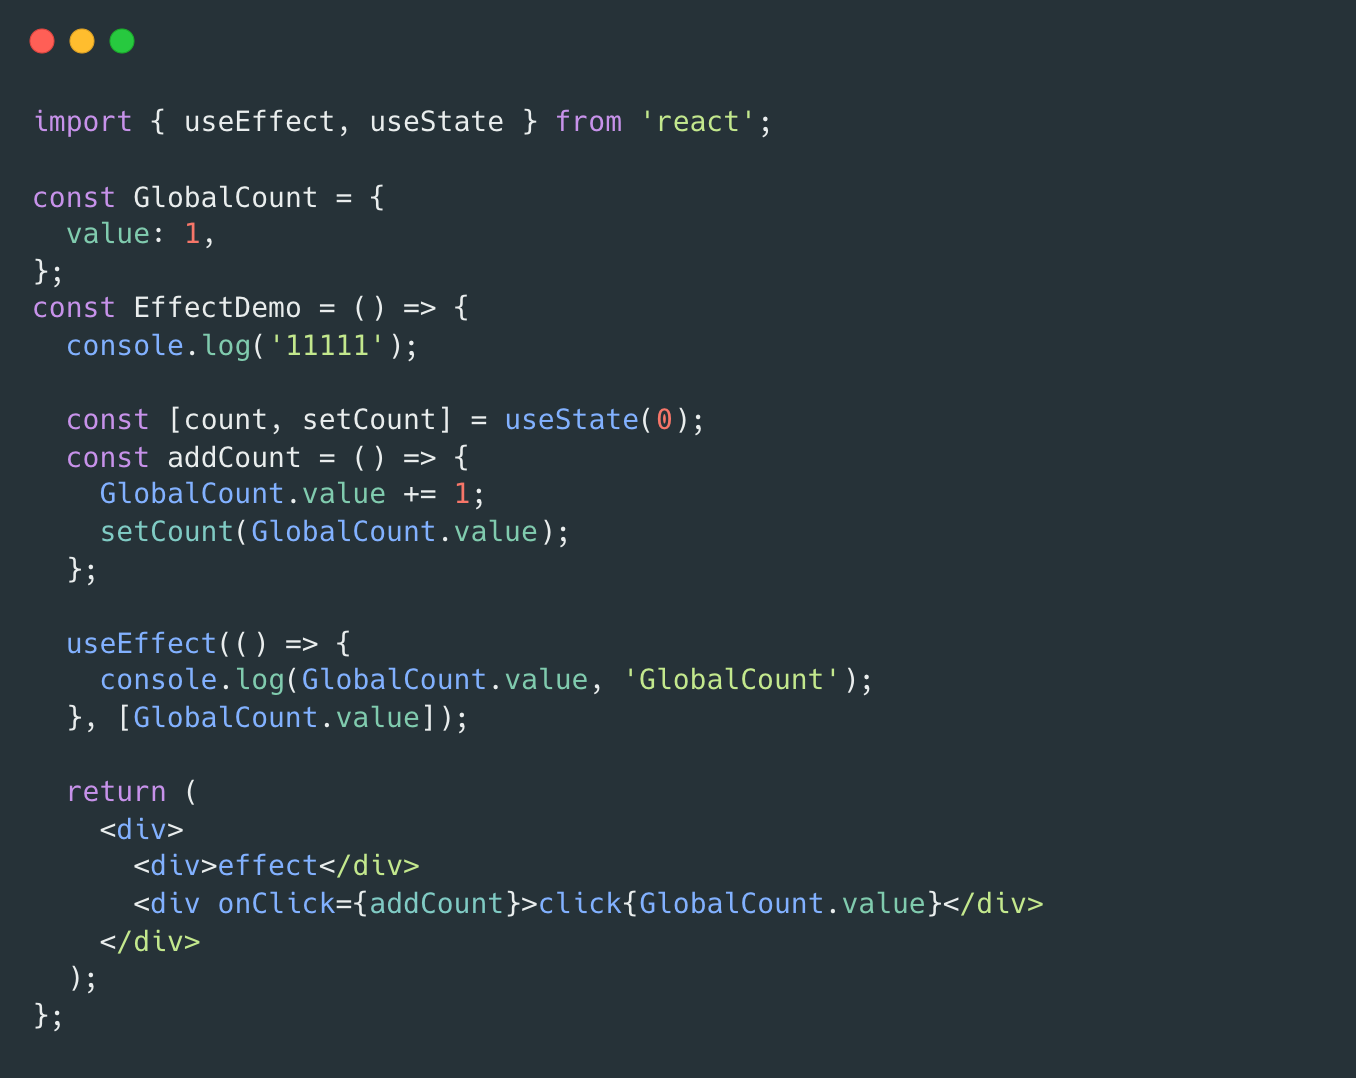 import { useEffect, useState } from 'react';

const GlobalCount = {
  value: 1,
};
const EffectDemo = () => {
  console.log('11111');

  const [count, setCount] = useState(0);
  const addCount = () => {
    GlobalCount.value += 1;
    setCount(GlobalCount.value);
  };

  useEffect(() => {
    console.log(GlobalCount.value, 'GlobalCount');
  }, [GlobalCount.value]);

  return (
    <div>
      <div>effect</div>
      <div onClick={addCount}>click{GlobalCount.value}</div>
    </div>
  );
};